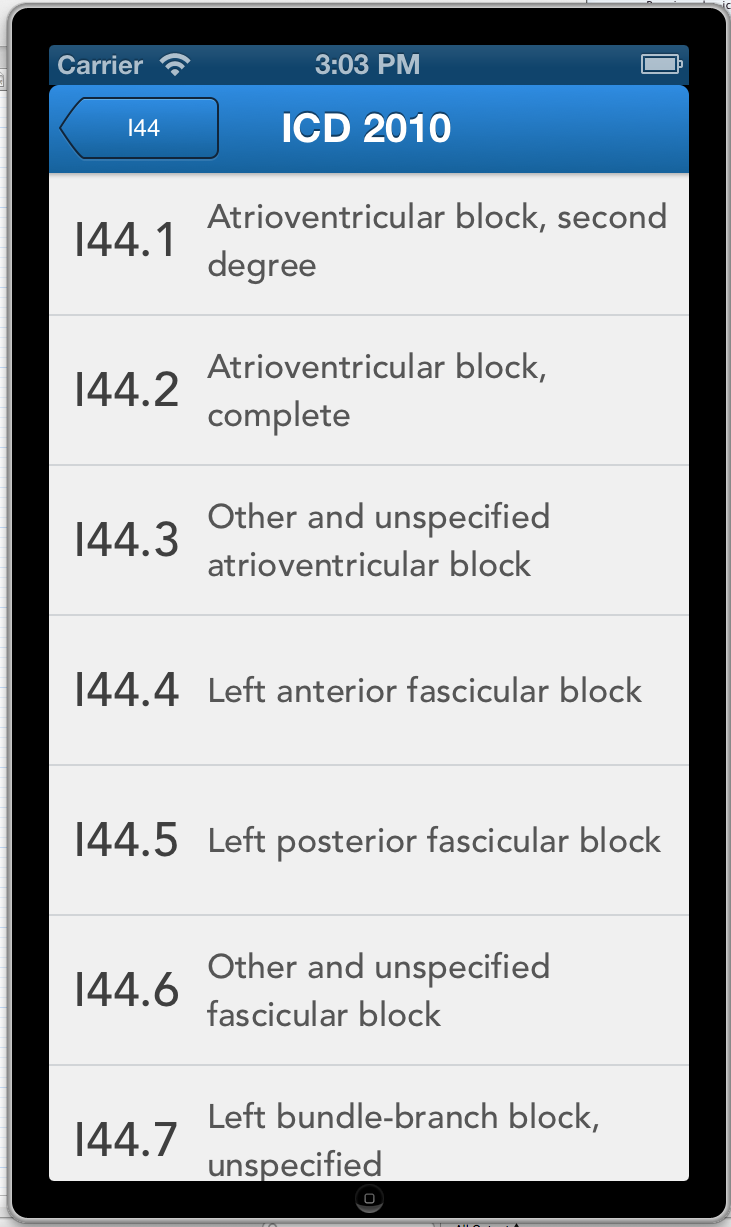 Carrier 3:03 PM
I44 ICD 2010
I44.1 Atrioventricular block, second
degree
I44.2 Atrioventricular block,
complete
I44.3 Other and unspecified
atrioventricular block
I44.4 Left anterior fascicular block
I44.5 Left posterior fascicular block
I44.6 Other and unspecified
fascicular block
I44.7 Left bundle-branch block,
unspecified